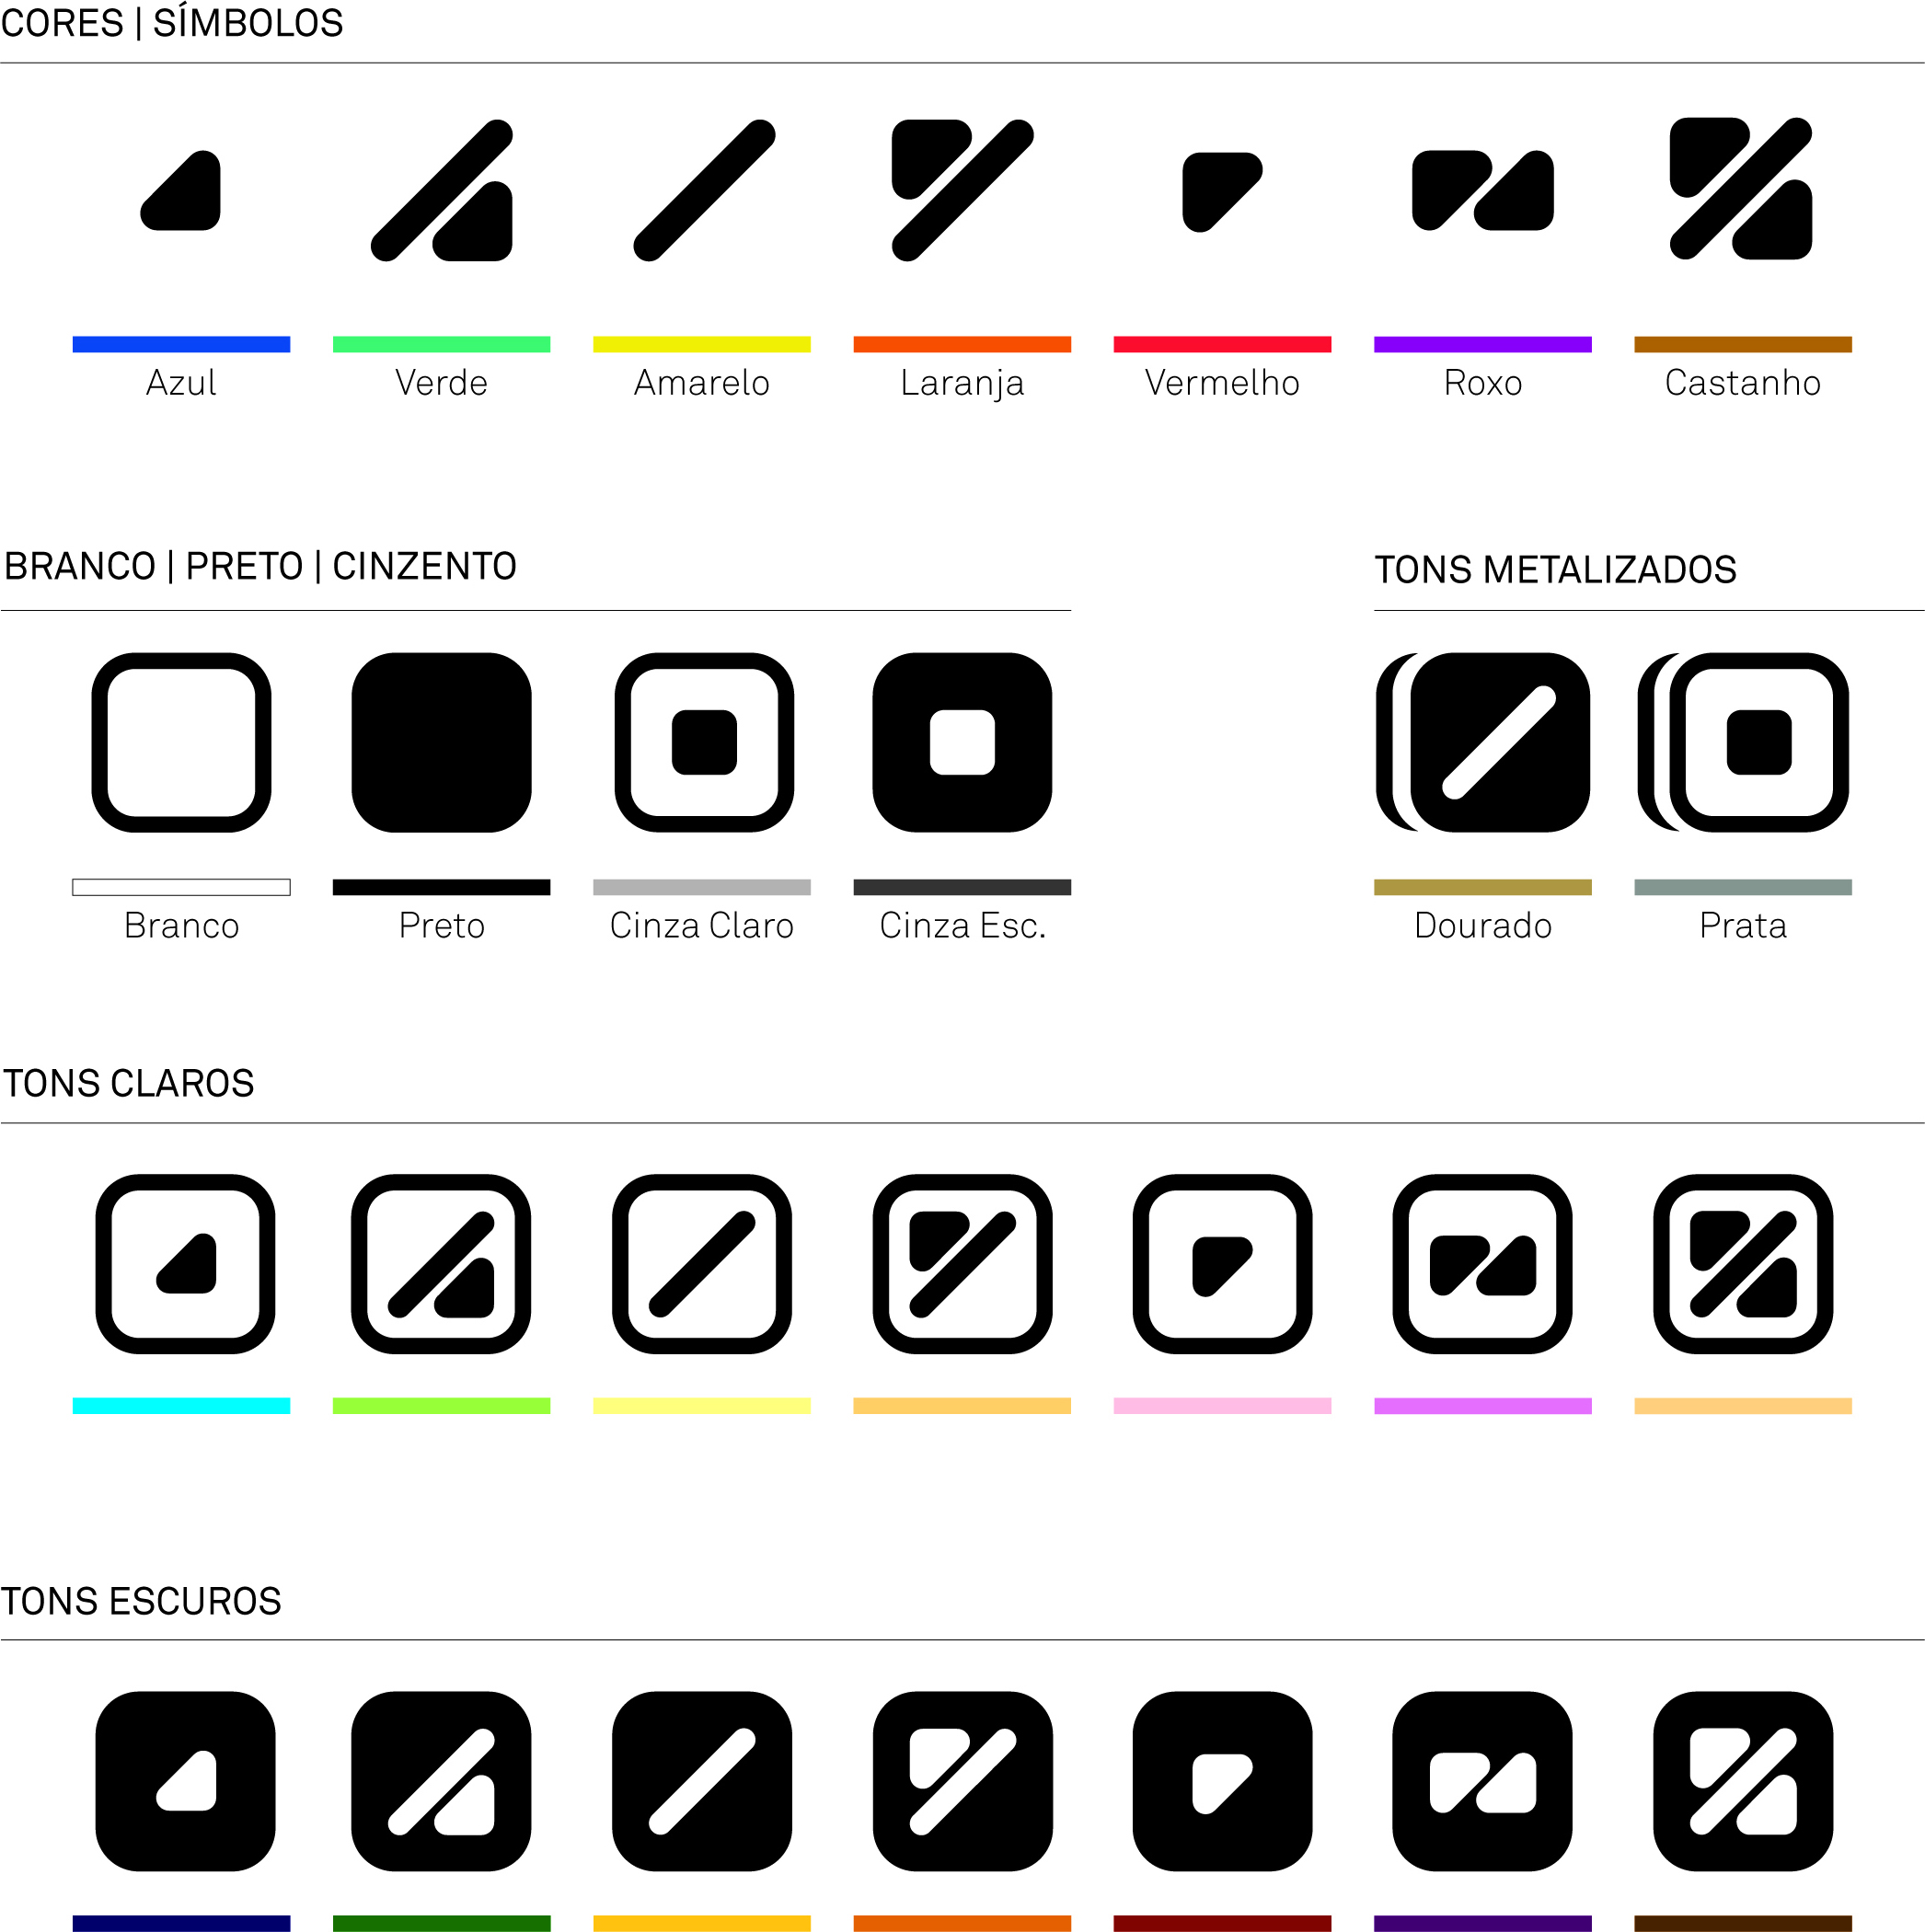 CORES | SÍMBOLOS
Azul Verde Amarelo Laranja Vermelho Roxo Castanho
BRANCO | PRETO | CINZENTO
TONS METALIZADOS
Branco Preto Cinza Claro Cinza Esc. Dourado Prata
TONS CLAROS
TONS ESCUROS